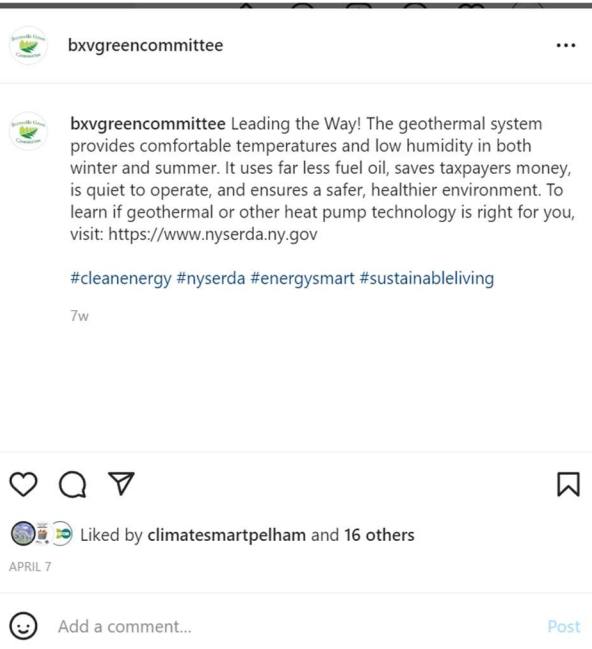 bxvgreencommittee
bxvgreencommittee Leading the Way! The geothermal system
provides comfortable temperatures and low humidity in both
winter and summer. It uses far less fuel oil, saves taxpayers money,
is quiet to operate, and ensures a safer, healthier environment. To
learn if geothermal or other heat pump technology is right for you,
visit: https://www.nyserda.ny.gov
#cleanenergy #nyserda #energysmart #sustainableliving
7w
Liked by climatesmartpelham and 16 others
APRIL 7
Add a comment...
Post